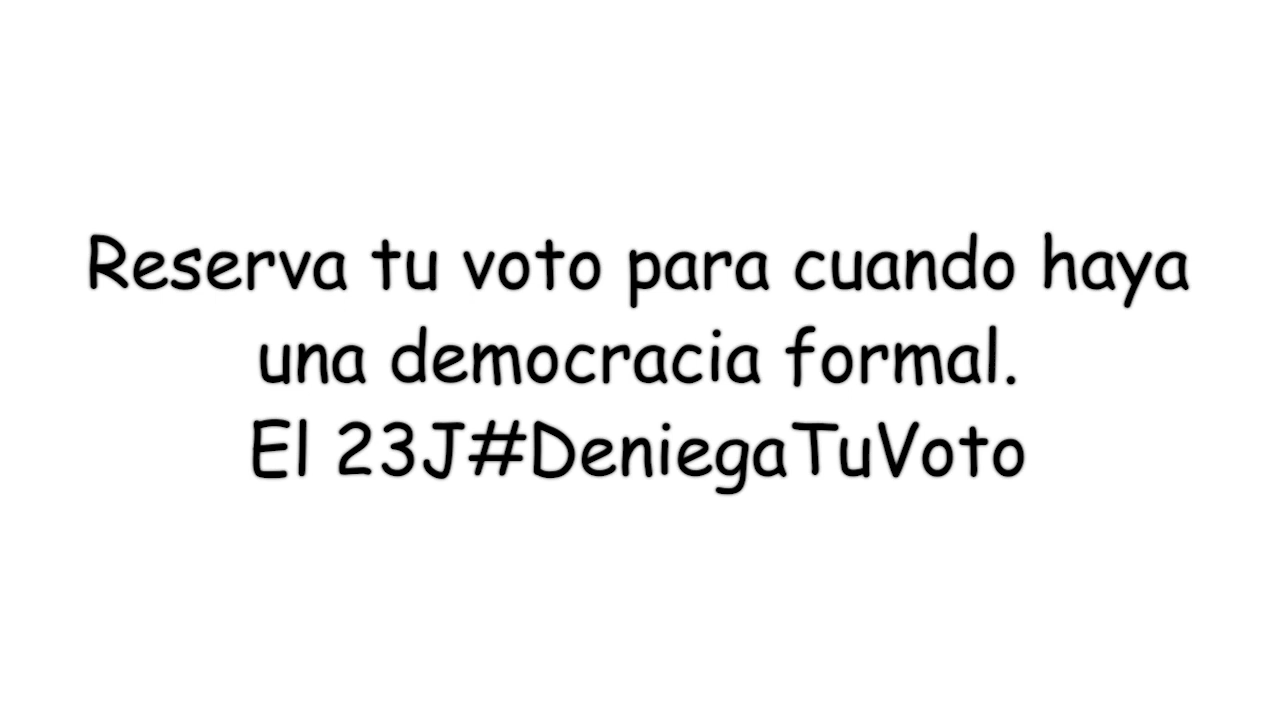 Reserva tu voto para cuando haya
una democracia formal.
El 23J#DeniegaTuVoto